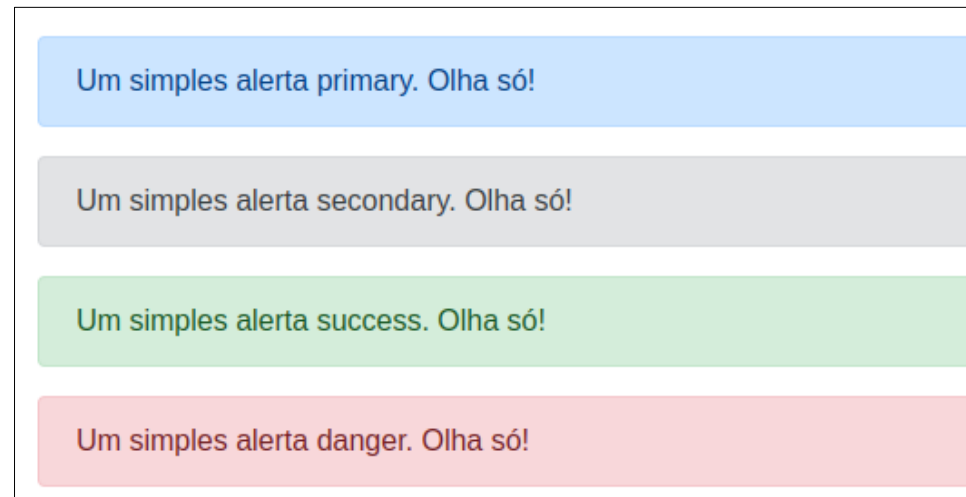 Um simples alerta primary. Olha só!
Um simples alerta secondary. Olha só!
Um simples alerta success. Olha só!
Um simples alerta danger. Olha só!